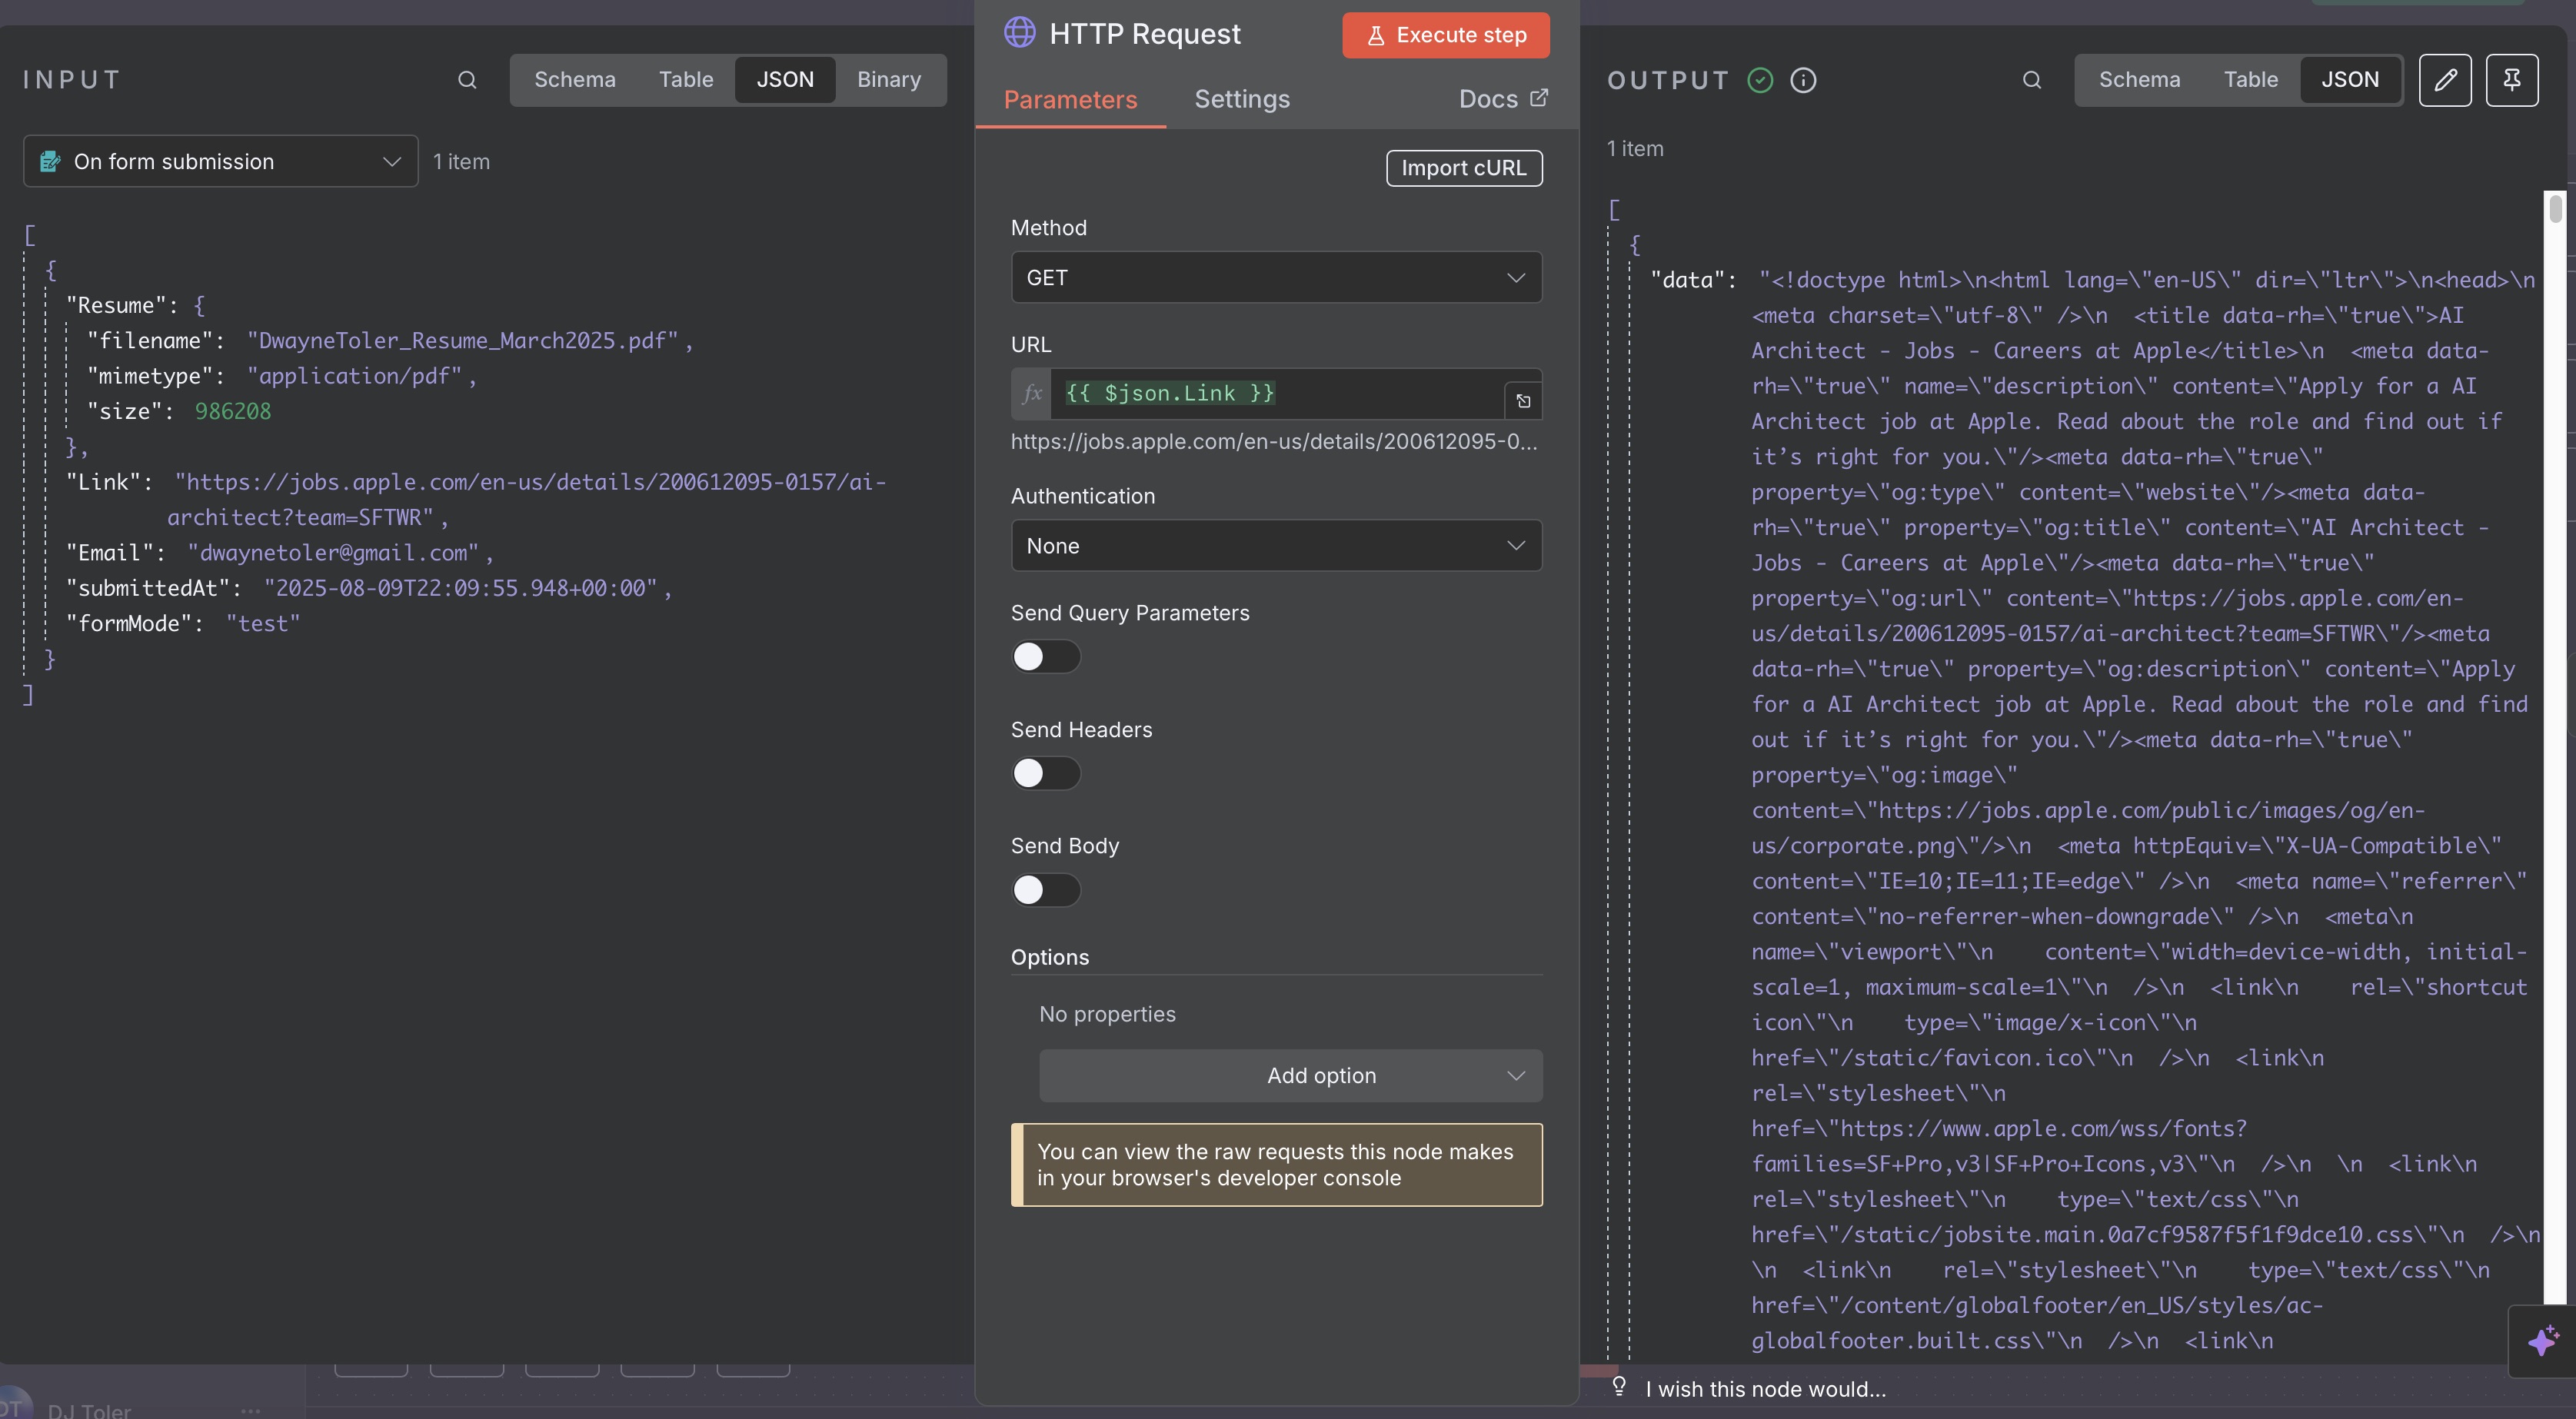 INPUT
Schema
Table
JSON
Binary
On form submission
1 item
[
{
"Resume": {
"filename": "DwayneToler_Resume_March2025.pdf",
"mimetype": "application/pdf",
"size": 986208
},
"Link": "https://jobs.apple.com/en-us/details/200612095-0157/ai-
architect?team=SFTWR",
"Email": "dwaynetoler@gmail.com",
"submittedAt": "2025-08-09T22:09:55.948+00:00",
"formMode": "test"
}
]
DT
DJ Toler
...
HTTP Request
Execute step
Parameters
Settings
Docs
Import cURL
Method
GET
URL
fx {{ $json.Link }}
https://jobs.apple.com/en-us/details/200612095-0...
Authentication
None
Send Query Parameters
Send Headers
Send Body
Options
No properties
Add option
You can view the raw requests this node makes
in your browser's developer console
OUTPUT
Schema
Table
JSON
1 item
[
{
"data": "<!doctype html>\n<html lang=\"en-US\" dir=\"ltr\">\n<head>\n
<meta charset=\"utf-8\" />\n  <title data-rh=\"true\">AI
Architect - Jobs - Careers at Apple</title>\n  <meta data-
rh=\"true\" name=\"description\" content=\"Apply for a AI
Architect job at Apple. Read about the role and find out if
it’s right for you.\"/><meta data-rh=\"true\"
property=\"og:type\" content=\"website\"/><meta data-
rh=\"true\" property=\"og:title\" content=\"AI Architect -
Jobs - Careers at Apple\"/><meta data-rh=\"true\"
property=\"og:url\" content=\"https://jobs.apple.com/en-
us/details/200612095-0157/ai-architect?team=SFTWR\"/><meta
data-rh=\"true\" property=\"og:description\" content=\"Apply
for a AI Architect job at Apple. Read about the role and find
out if it’s right for you.\"/><meta data-rh=\"true\"
property=\"og:image\"
content=\"https://jobs.apple.com/public/images/og/en-
us/corporate.png\"/>\n  <meta httpEquiv=\"X-UA-Compatible\"
content=\"IE=10;IE=11;IE=edge\" />\n  <meta name=\"referrer\"
content=\"no-referrer-when-downgrade\" />\n  <meta\n
name=\"viewport\"\n    content=\"width=device-width, initial-
scale=1, maximum-scale=1\"\n  />\n  <link\n    rel=\"shortcut
icon\"\n    type=\"image/x-icon\"\n
href=\"/static/favicon.ico\"\n  />\n  <link\n
rel=\"stylesheet\"\n
href=\"https://www.apple.com/wss/fonts?
families=SF+Pro,v3|SF+Pro+Icons,v3\"\n  />\n  \n  <link\n
rel=\"stylesheet\"\n    type=\"text/css\"\n
href=\"/static/jobsite.main.0a7cf9587f5f1f9dce10.css\"\n  />\n
\n  <link\n    rel=\"stylesheet\"\n    type=\"text/css\"\n
href=\"/content/globalfooter/en_US/styles/ac-
globalfooter.built.css\"\n  />\n  <link\n
I wish this node would...